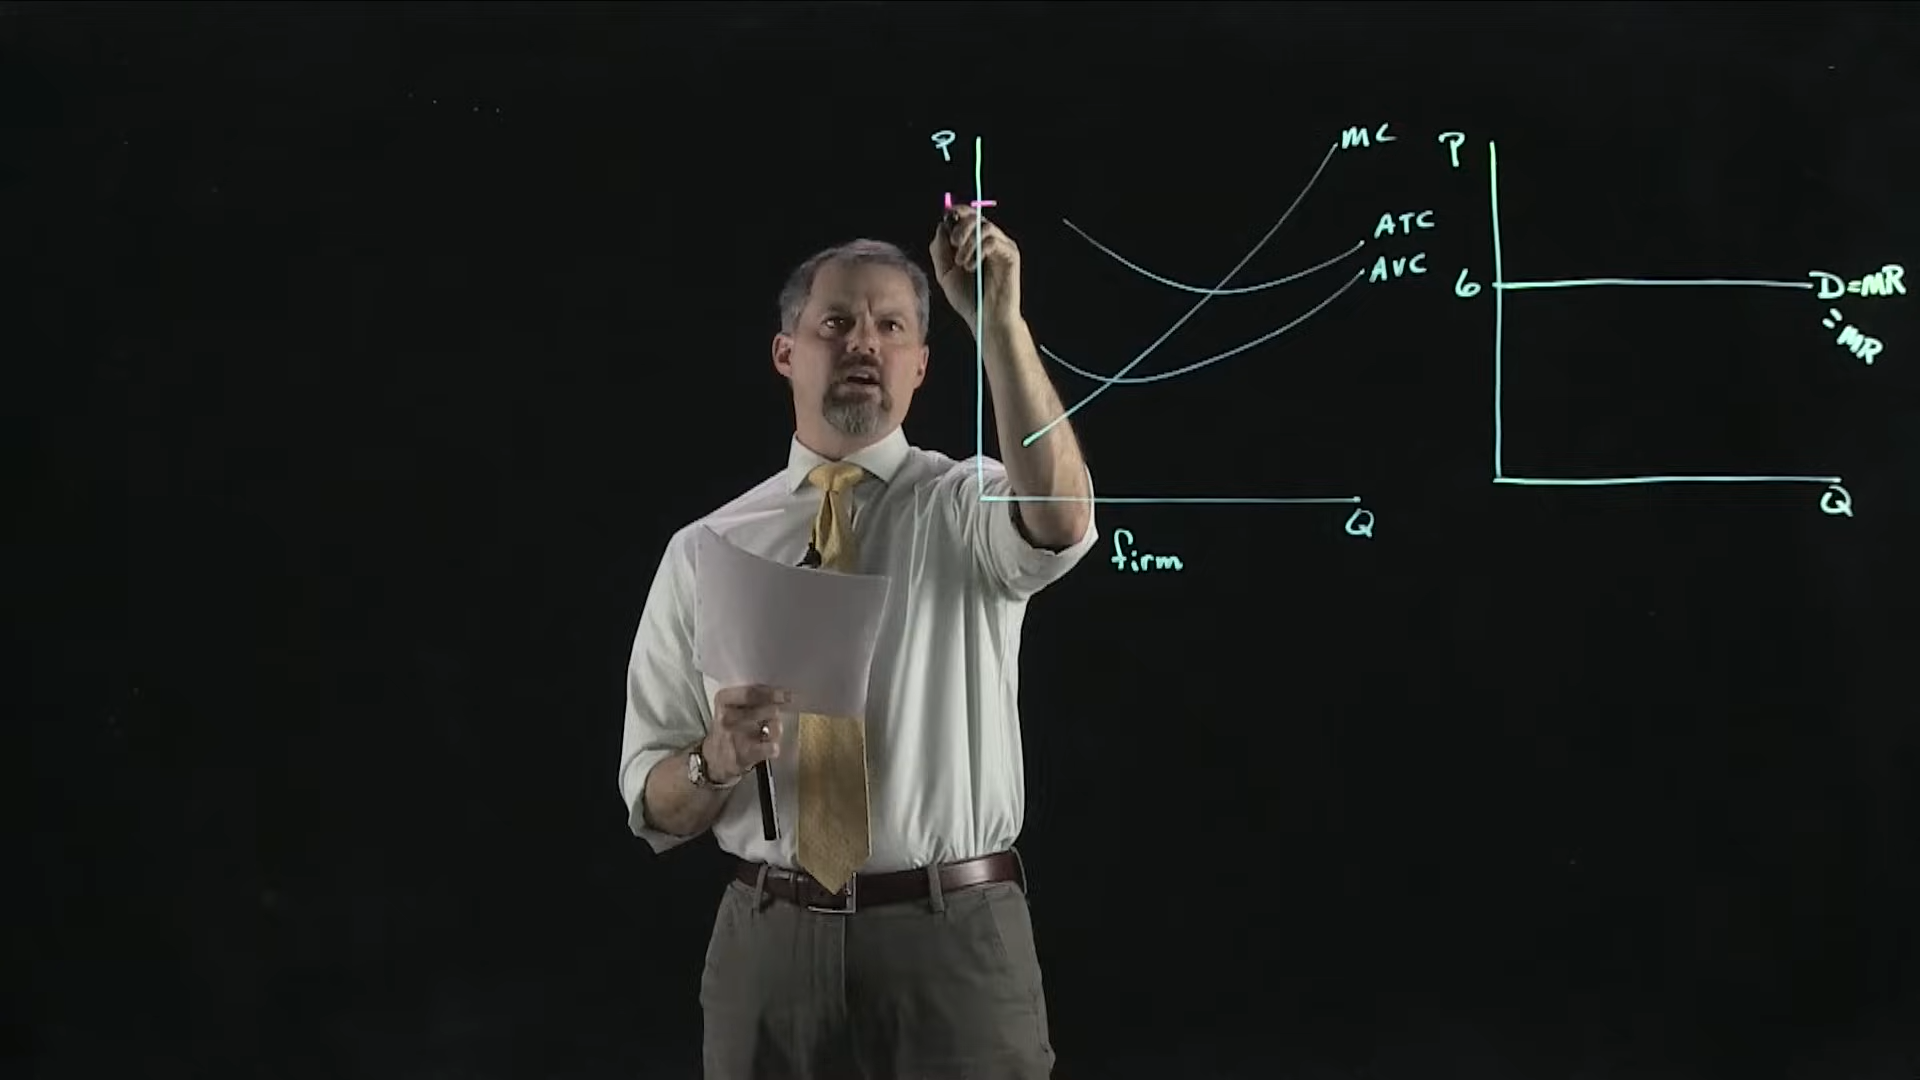 P
MC
ATC
AVC
Q
firm
P
6
D=MR
=MR
Q